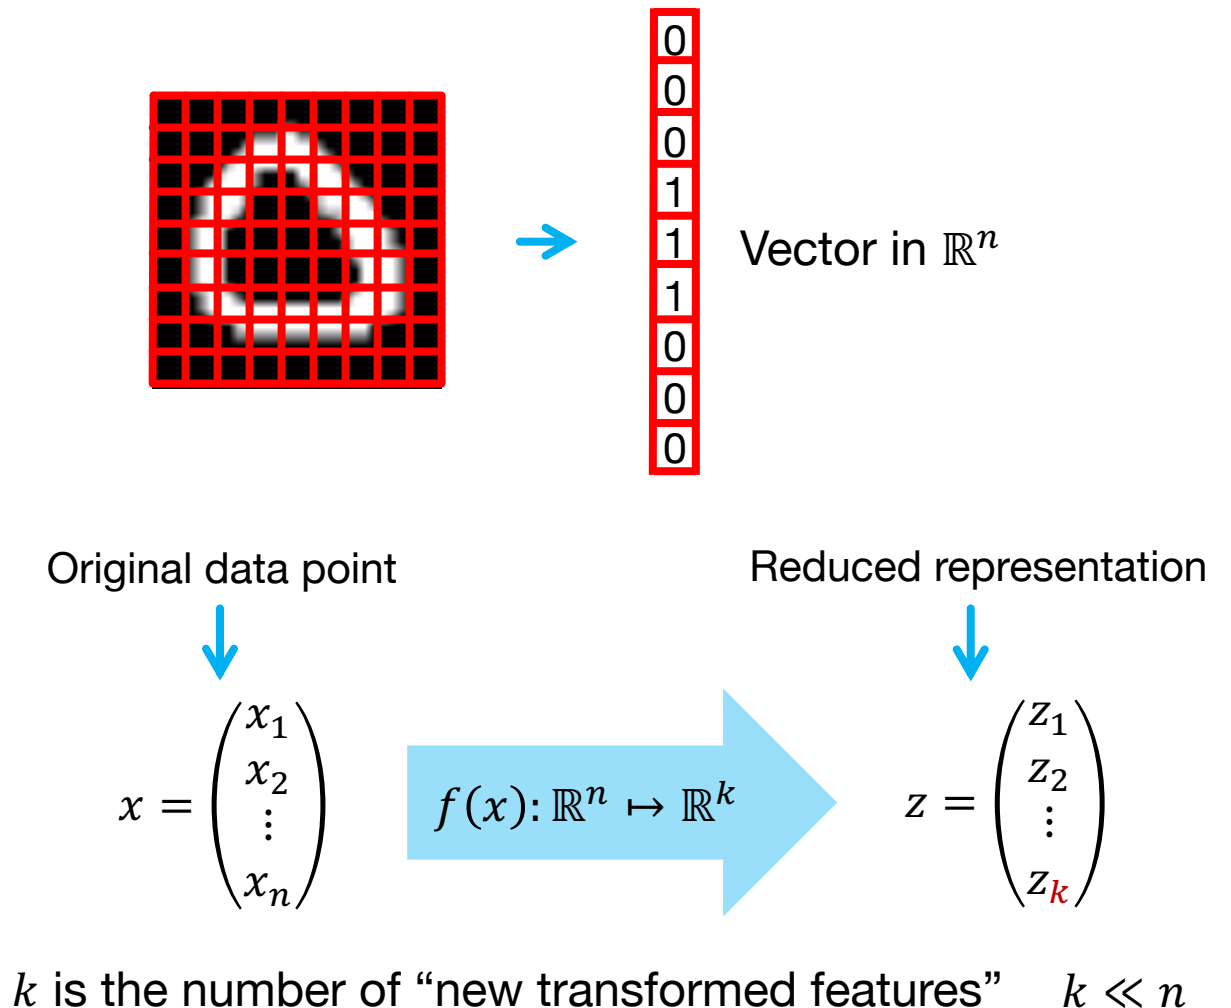 0
0
0
1
1
1
0
0
0
Vector in ℝⁿ
Original data point
Reduced representation
x = (x₁ x₂ ⋮ xₙ)
f(x): ℝⁿ ↦ ℝᵏ
z = (z₁ z₂ ⋮ zₖ)
k is the number of “new transformed features” k ≪ n